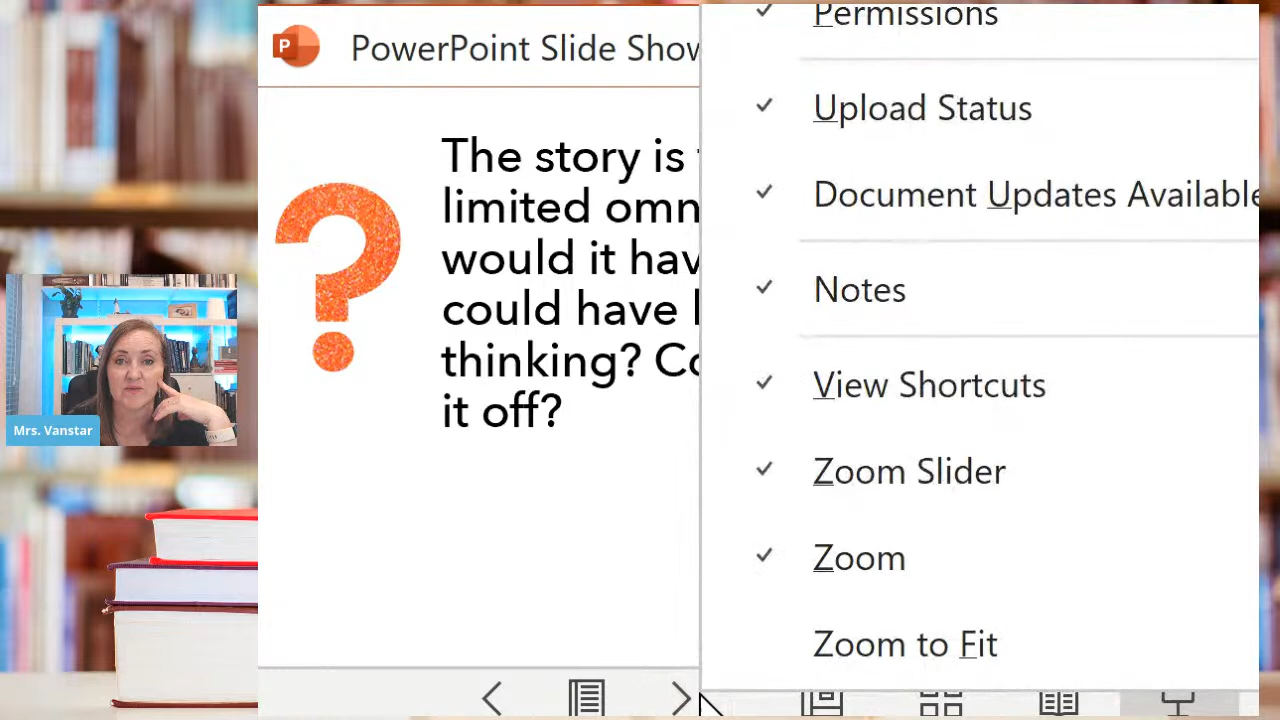 PowerPoint Slide Show
The story is
limited omn
would it hav
could have
thinking? Co
it off?
Mrs. Vanstar
Permissions
Upload Status
Document Updates Available
Notes
View Shortcuts
Zoom Slider
Zoom
Zoom to Fit